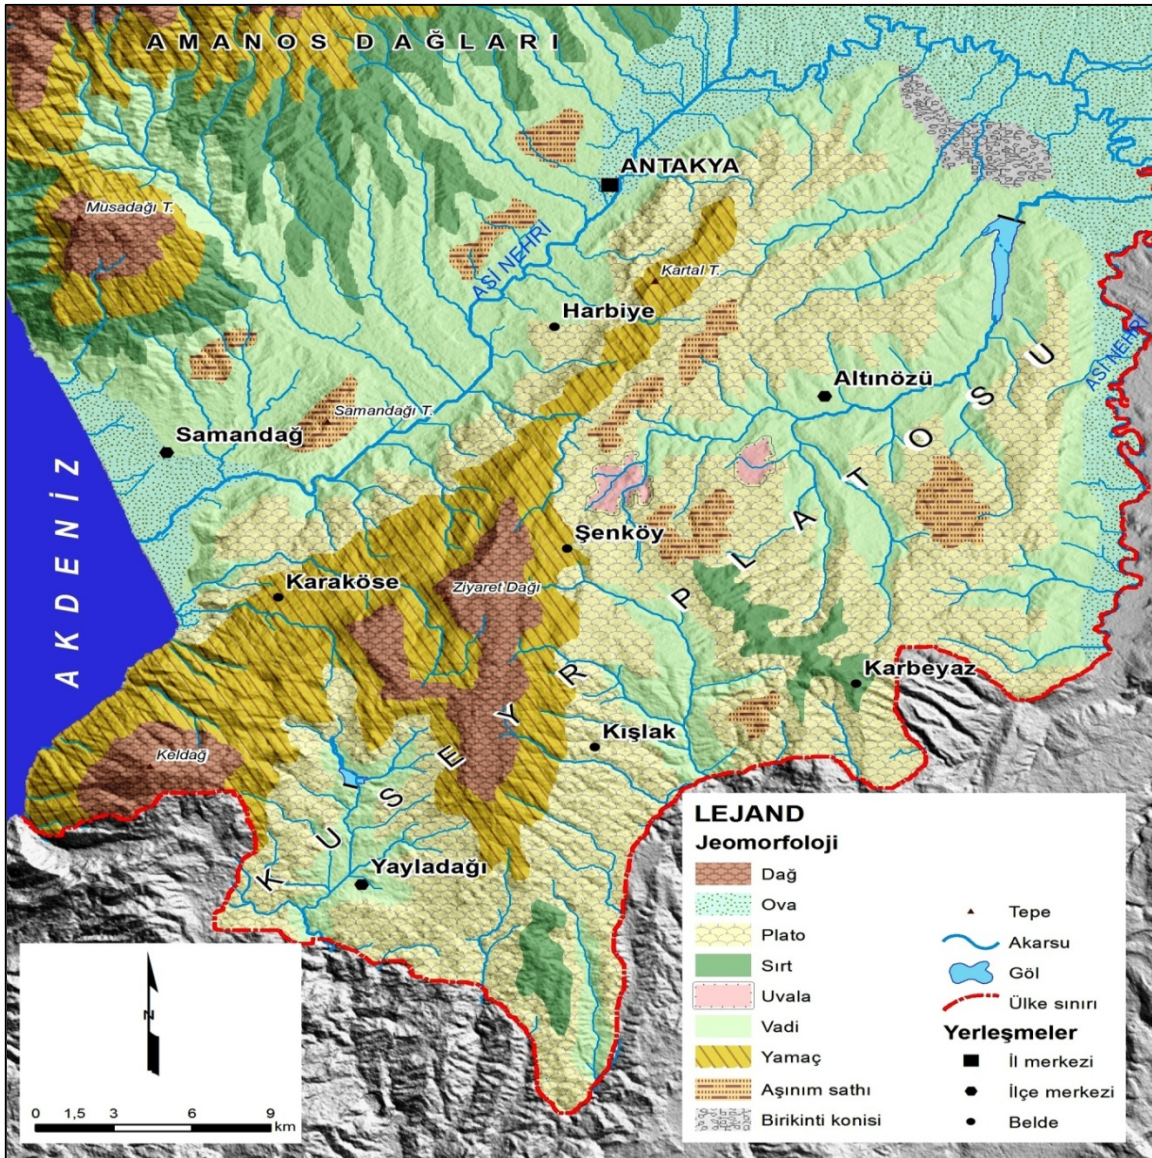 AMANOS DAĞLARI
ANTAKYA
Musadağı T.
ASİ NEHRİ
Kartal T.
Harbiye
ASİ NEHRİ
Altınözü
Samandağı T.
Samandağ
AKDENİZ
Şenköy
Ziyaret Dağı
Karaköse
Karbeyaz
Kışlak
Keldağ
KUSEYR PLATOSU
Yayladağı
LEJAND
Jeomorfoloji
Dağ
Ova
Plato
Sırt
Uvala
Vadi
Yamaç
Aşınım sathı
Birikinti konisi
Tepe
Akarsu
Göl
Ülke sınırı
Yerleşmeler
İl merkezi
İlçe merkezi
Belde
N
0 1,5 3 6 9
km